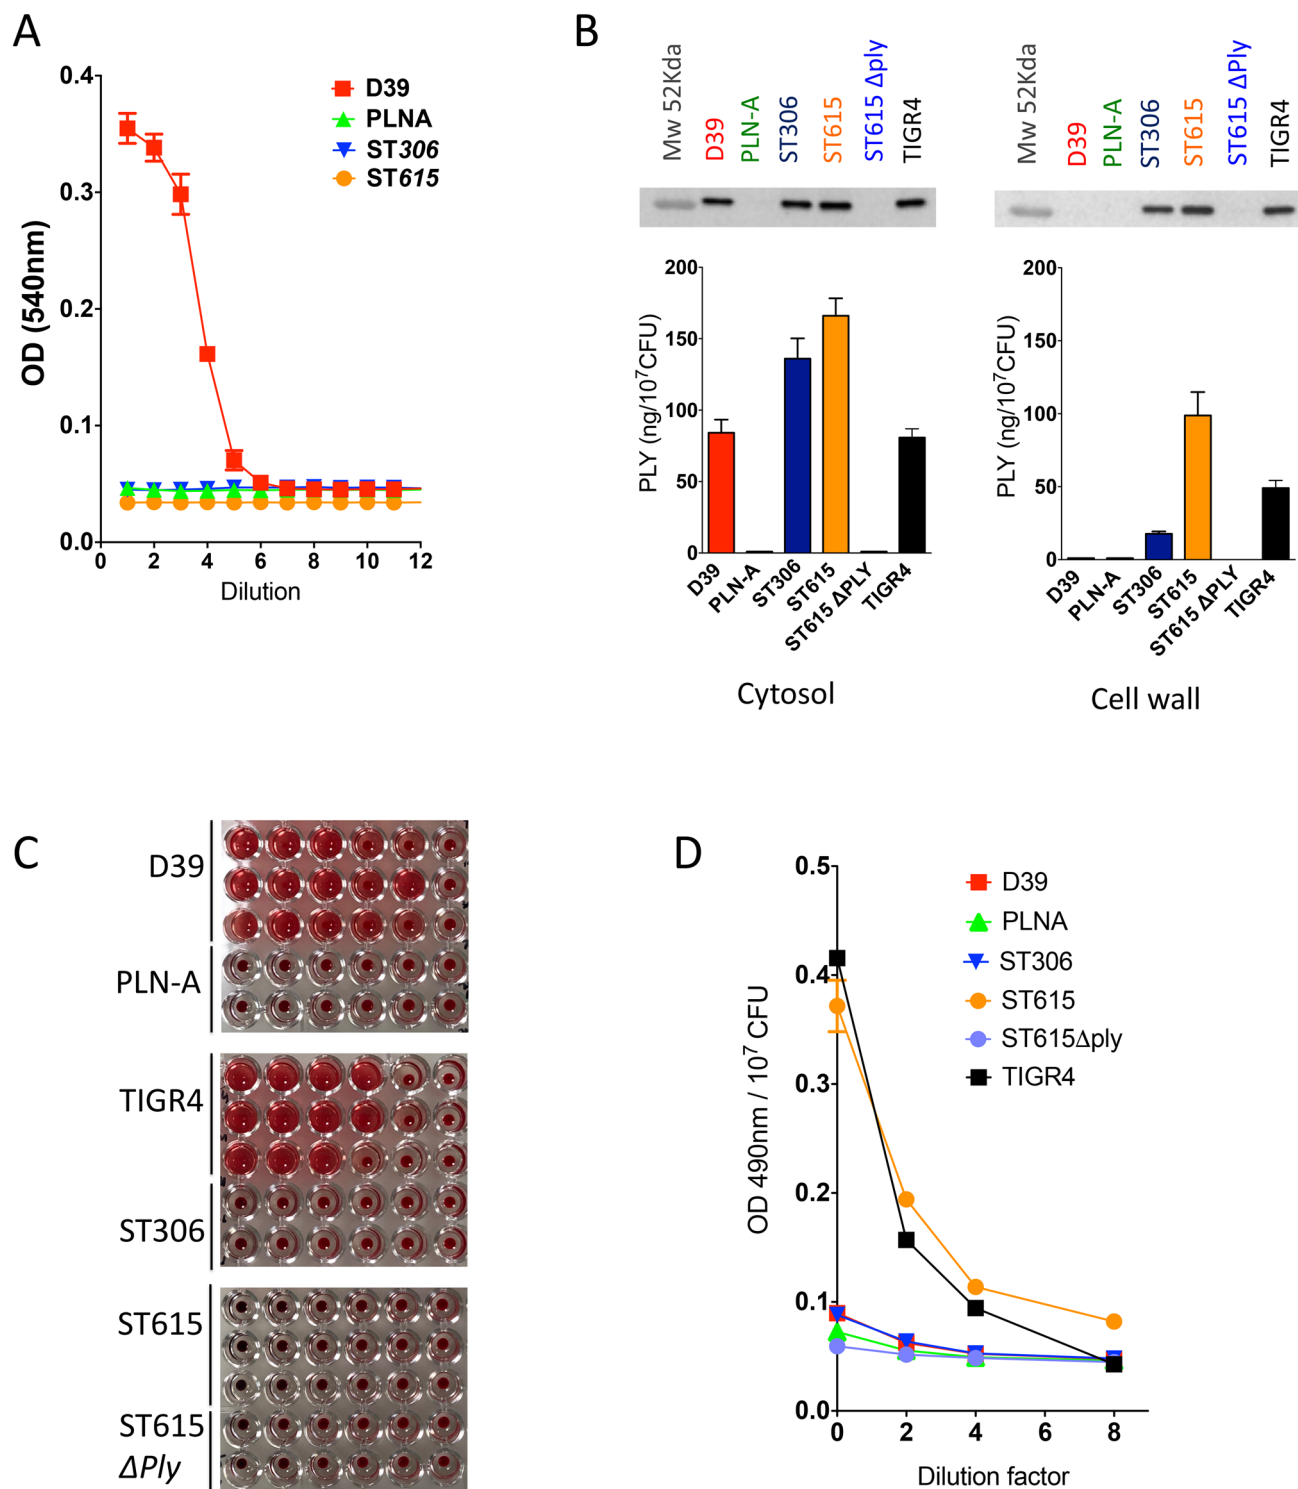 A
0.4
0.3
0.2
0.1
0.0
0
2
4
6
8
10
12
OD (540nm)
Dilution
D39
PLNA
ST306
ST615
B
Mw 52Kda
D39
PLN-A
ST306
ST615
ST615 Δply
TIGR4
Mw 52Kda
D39
PLN-A
ST306
ST615
ST615 ΔPly
TIGR4
PLY (ng/10⁷CFU)
200
150
100
50
0
D39
PLN-A
ST306
ST615
ST615 ΔPLY
TIGR4
Cytosol
PLY (ng/10⁷CFU)
200
150
100
50
0
D39
PLN-A
ST306
ST615
ST615 ΔPLY
TIGR4
Cell wall
C
D39
PLN-A
TIGR4
ST306
ST615
ST615
ΔPly
D
0.5
0.4
0.3
0.2
0.1
0.0
0
2
4
6
8
OD 490nm / 10⁷ CFU
Dilution factor
D39
PLNA
ST306
ST615
ST615Δply
TIGR4